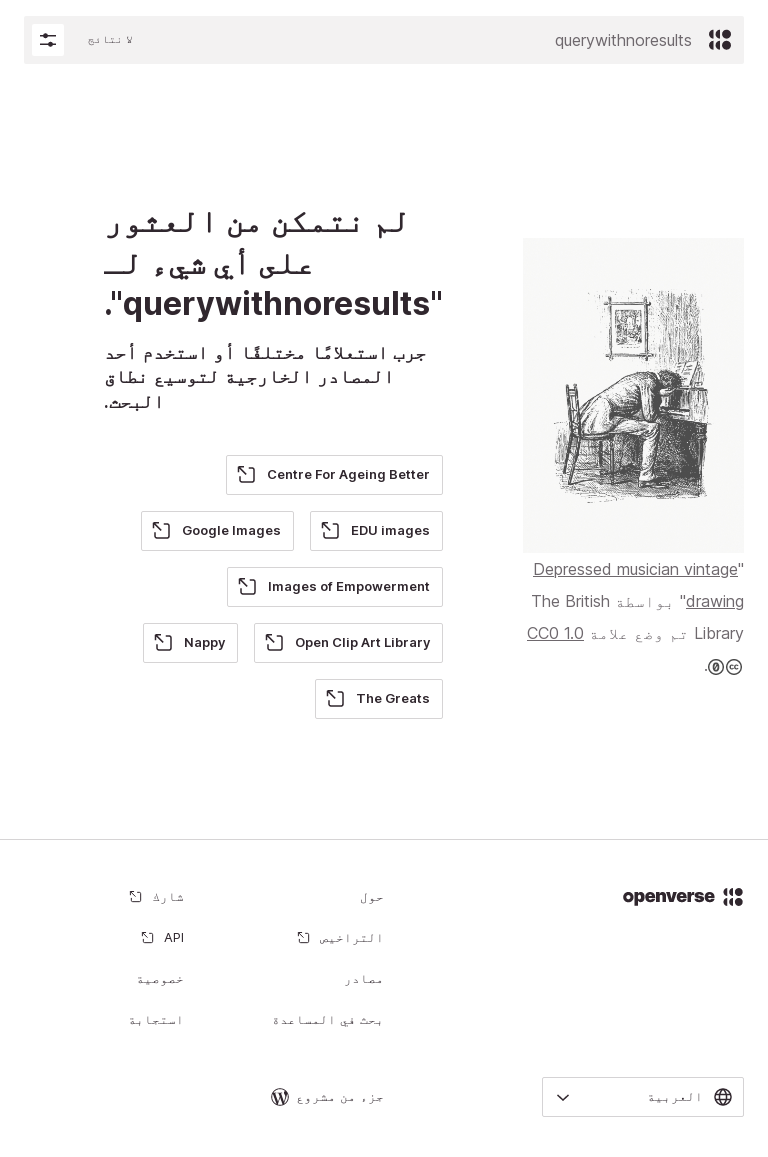 querywithnoresults
لا نتائج
لم نتمكن من العثور
على أي شيء لـ
"querywithnoresults".
جرب استعلامًا مختلفًا أو استخدم أحد
المصادر الخارجية لتوسيع نطاق
البحث.
Centre For Ageing Better
EDU images
Google Images
Images of Empowerment
Open Clip Art Library
Nappy
The Greats
"Depressed musician vintage
drawing" بواسطة The British
Library تم وضع علامة CC0 1.0
.
openverse
حول
شارك
التراخيص
API
مصادر
خصوصية
بحث في المساعدة
استجابة
العربية
جزء من مشروع